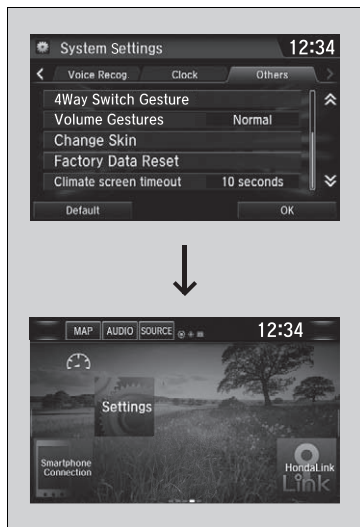 System Settings 12:34
Voice Recog. Clock Others
4Way Switch Gesture
Volume Gestures Normal
Change Skin
Factory Data Reset
Climate screen timeout 10 seconds
Default OK
MAP AUDIO SOURCE 12:34
Settings
Smartphone
Connection
HondaLink
Link